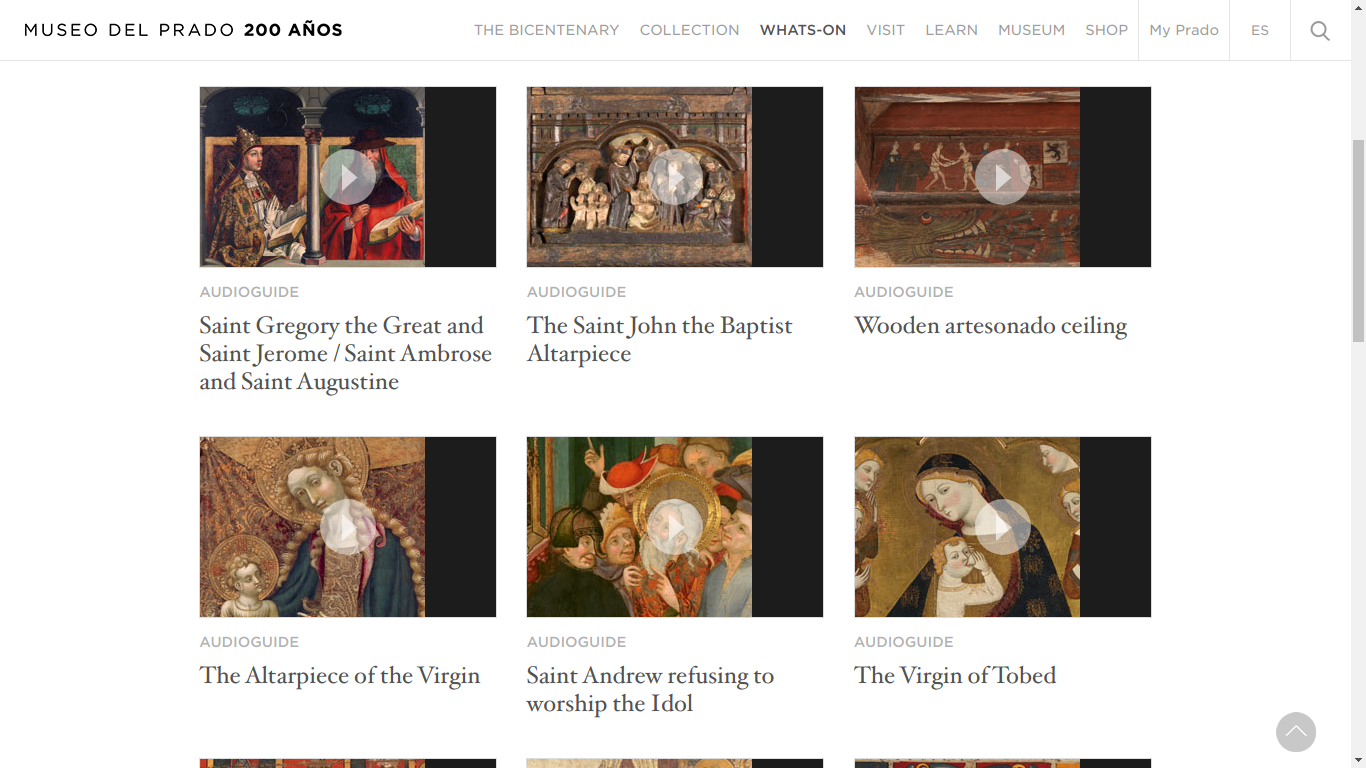 MUSEO DEL PRADO 200 AÑOS
THE BICENTENARY COLLECTION WHATS-ON VISIT LEARN MUSEUM SHOP My Prado ES
AUDIOGUIDE
Saint Gregory the Great and
Saint Jerome / Saint Ambrose
and Saint Augustine
AUDIOGUIDE
The Saint John the Baptist
Altarpiece
AUDIOGUIDE
Wooden artesonado ceiling
AUDIOGUIDE
The Altarpiece of the Virgin
AUDIOGUIDE
Saint Andrew refusing to
worship the Idol
AUDIOGUIDE
The Virgin of Tobed